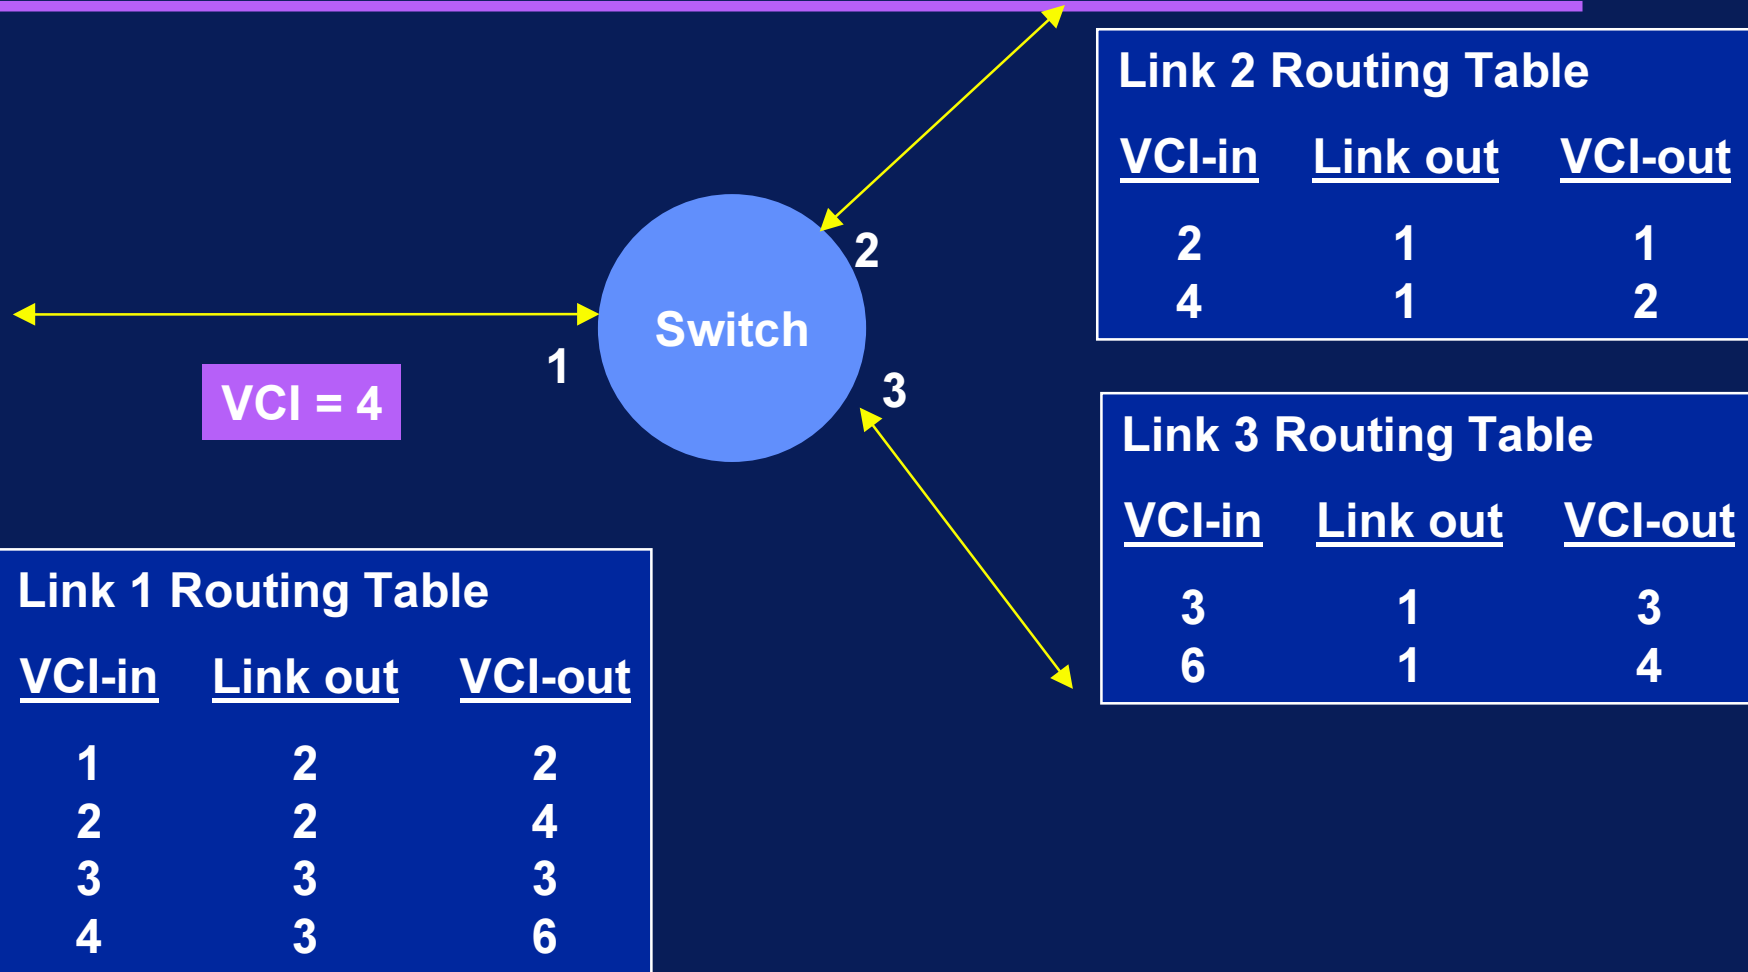 Link 2 Routing Table
VCI-in Link out VCI-out
2 1 1
4 1 2
2
Switch
1
VCI = 4
3
Link 3 Routing Table
VCI-in Link out VCI-out
3 1 3
6 1 4
Link 1 Routing Table
VCI-in Link out VCI-out
1 2 2
2 2 4
3 3 3
4 3 6